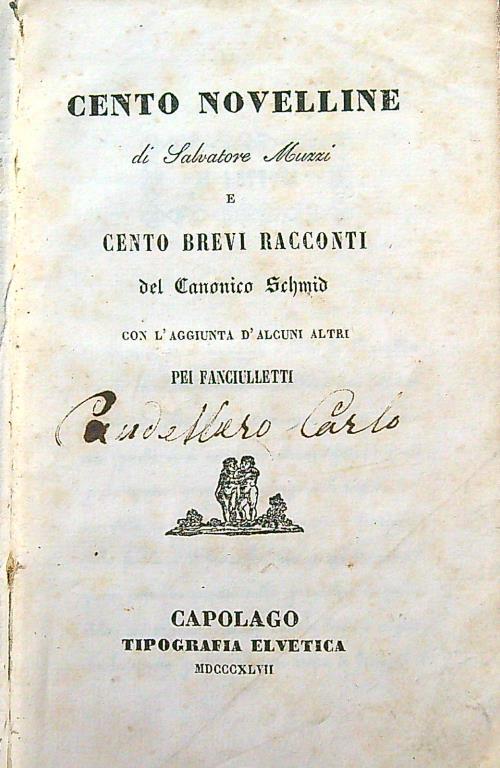 CENTO NOVELLINE
di Salvatore Muzzi
E
CENTO BREVI RACCONTI
del Canonico Schmid
CON L'AGGIUNTA D'ALCUNI ALTRI
PEI FANCIULLETTI
Carlo
CAPOLAGO
TIPOGRAFIA ELVETICA
MDCCCXLVII